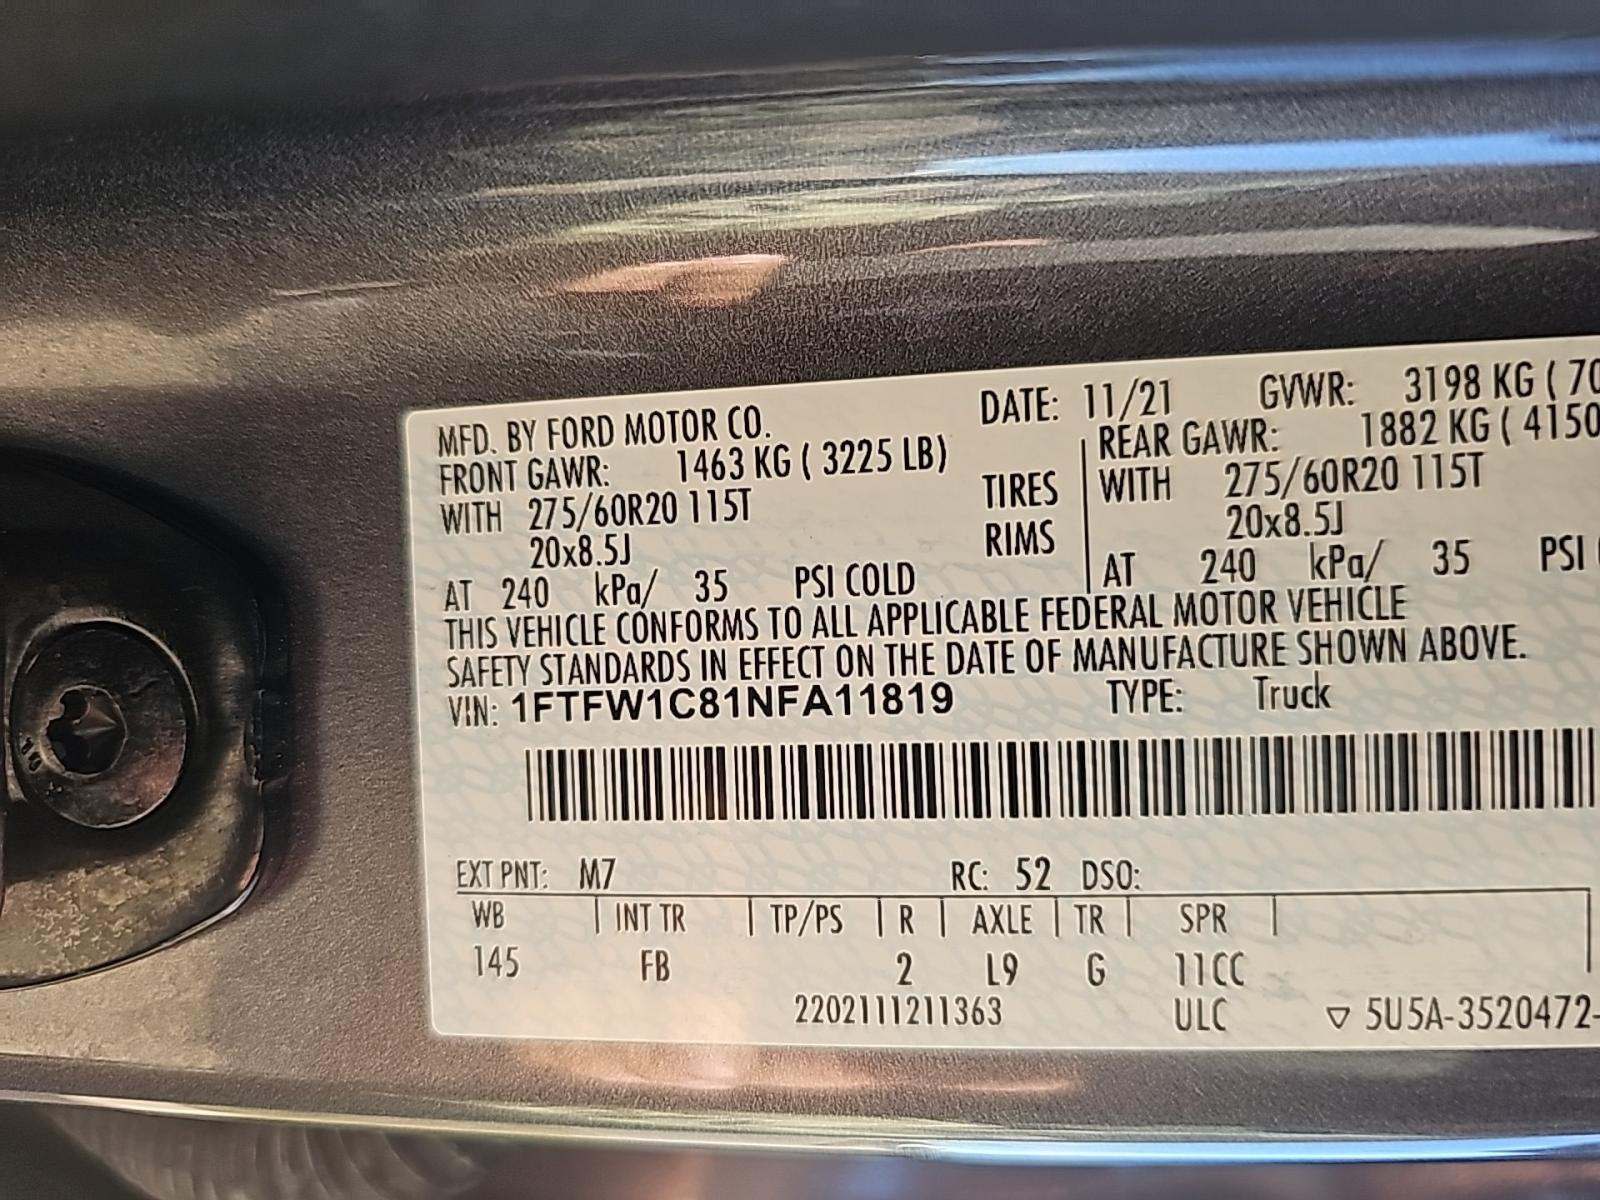 MFD. BY FORD MOTOR CO. DATE: 11/21 GVWR: 3198 KG ( 70
FRONT GAWR: 1463 KG ( 3225 LB) REAR GAWR: 1882 KG ( 4150
WITH 275/60R20 115T TIRES WITH 275/60R20 115T
20x8.5J RIMS 20x8.5J
AT 240 kPa/ 35 PSI COLD AT 240 kPa/ 35 PSI
THIS VEHICLE CONFORMS TO ALL APPLICABLE FEDERAL MOTOR VEHICLE
SAFETY STANDARDS IN EFFECT ON THE DATE OF MANUFACTURE SHOWN ABOVE.
VIN: 1FTFW1C81NFA11819 TYPE: Truck
EXT PNT: M7 RC: 52 DSO:
WB | INT TR | TP/PS | R | AXLE | TR | SPR |
145 FB 2 L9 G 11CC
2202111211363 ULC ▽ 5U5A-3520472-